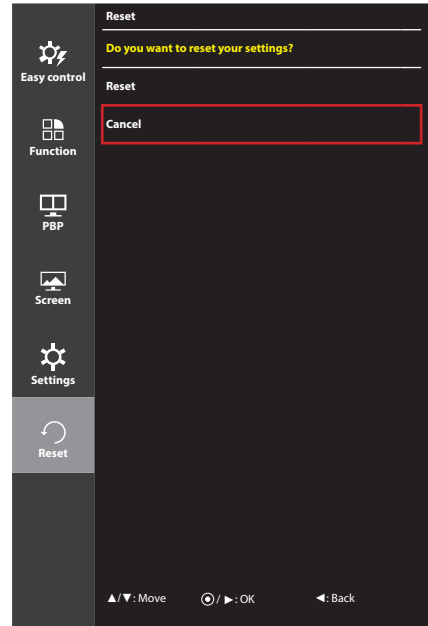 Reset
Do you want to reset your settings?
Reset
Cancel
Easy control
Function
PBP
Screen
Settings
Reset
▲/▼: Move ⦿/ ►: OK ◄: Back